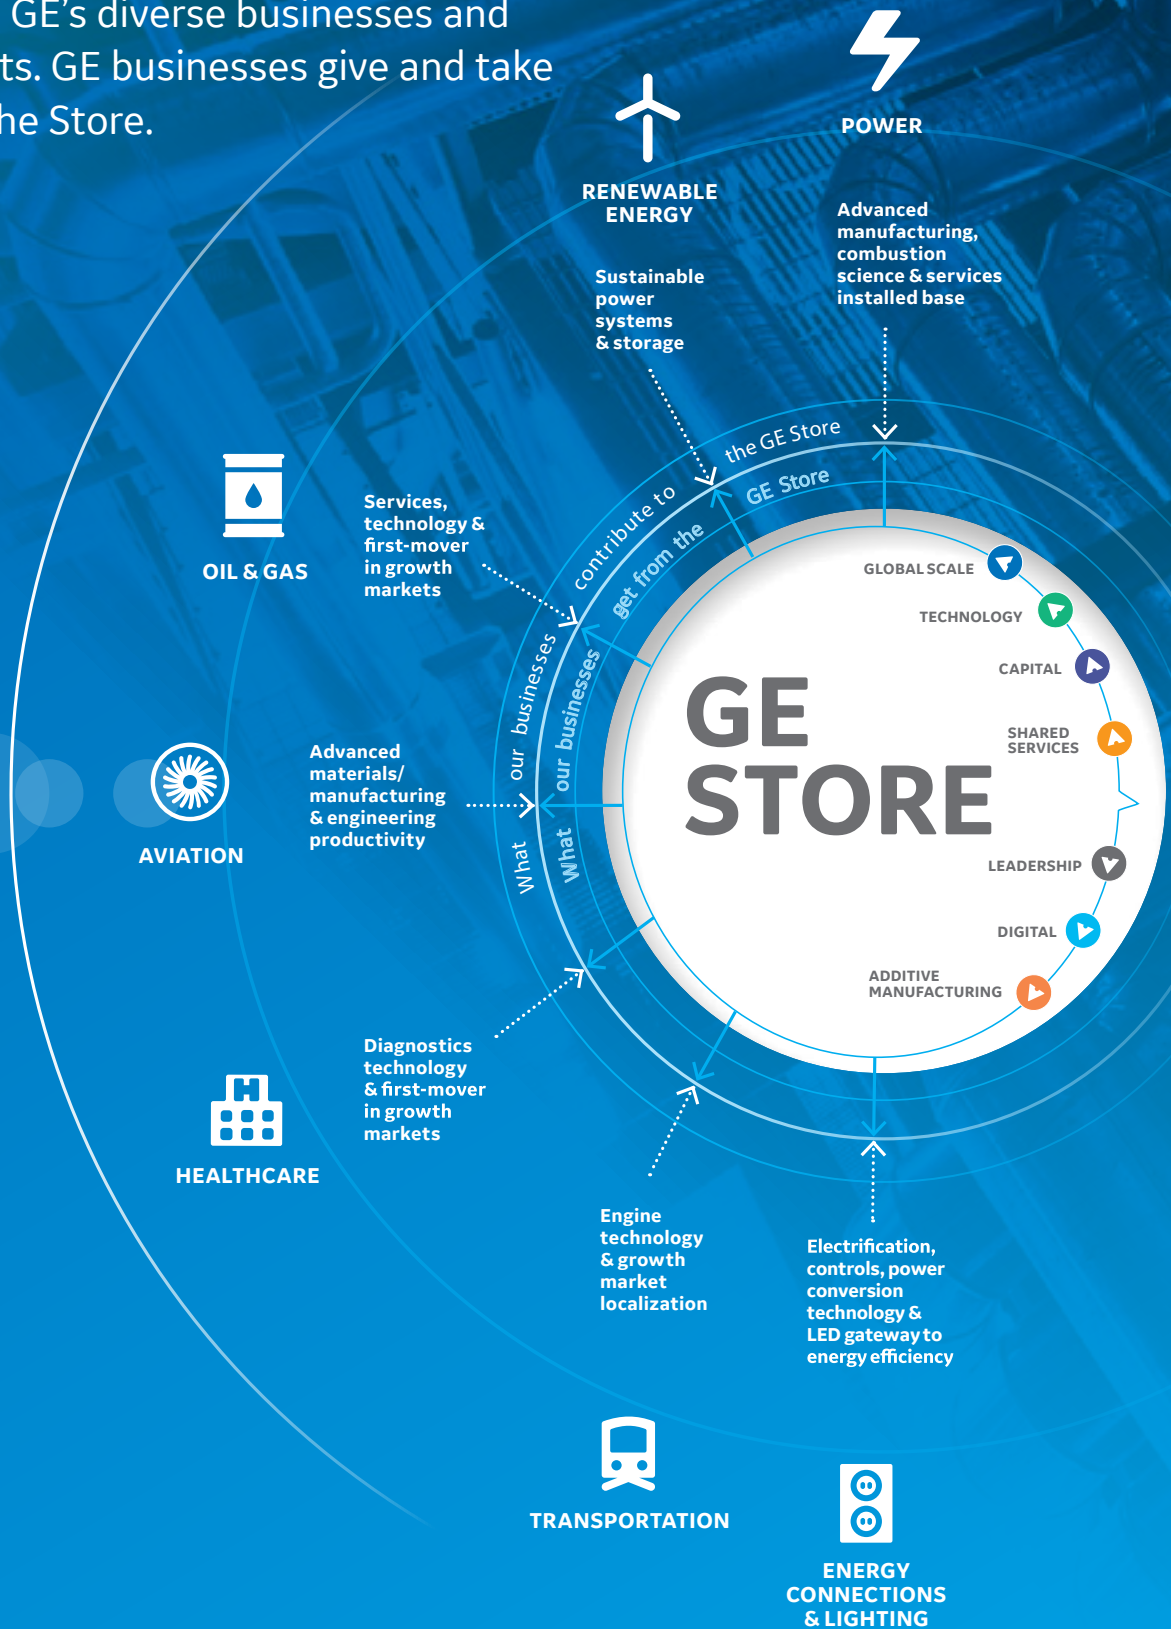 GE’s diverse businesses and
ts. GE businesses give and take
he Store.
POWER
RENEWABLE
ENERGY
Advanced
manufacturing,
combustion
science & services
installed base
Sustainable
power
systems
& storage
What our businesses contribute to the GE Store
What our businesses get from the GE Store
OIL & GAS
Services,
technology &
first-mover
in growth
markets
GLOBAL SCALE
TECHNOLOGY
CAPITAL
SHARED
SERVICES
GE
STORE
LEADERSHIP
DIGITAL
ADDITIVE
MANUFACTURING
AVIATION
Advanced
materials/
manufacturing
& engineering
productivity
H
HEALTHCARE
Diagnostics
technology
& first-mover
in growth
markets
Engine
technology
& growth
market
localization
Electrification,
controls, power
conversion
technology &
LED gateway to
energy efficiency
TRANSPORTATION
ENERGY
CONNECTIONS
& LIGHTING